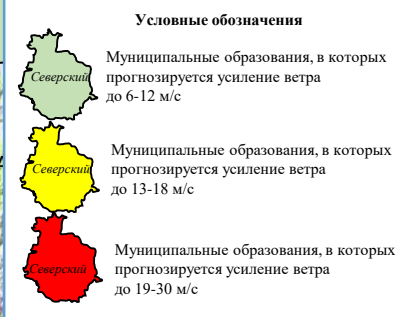 Условные обозначения
Северский
Муниципальные образования, в которых
прогнозируется усиление ветра
до 6-12 м/с
Северский
Муниципальные образования, в которых
прогнозируется усиление ветра
до 13-18 м/с
Северский
Муниципальные образования, в которых
прогнозируется усиление ветра
до 19-30 м/с